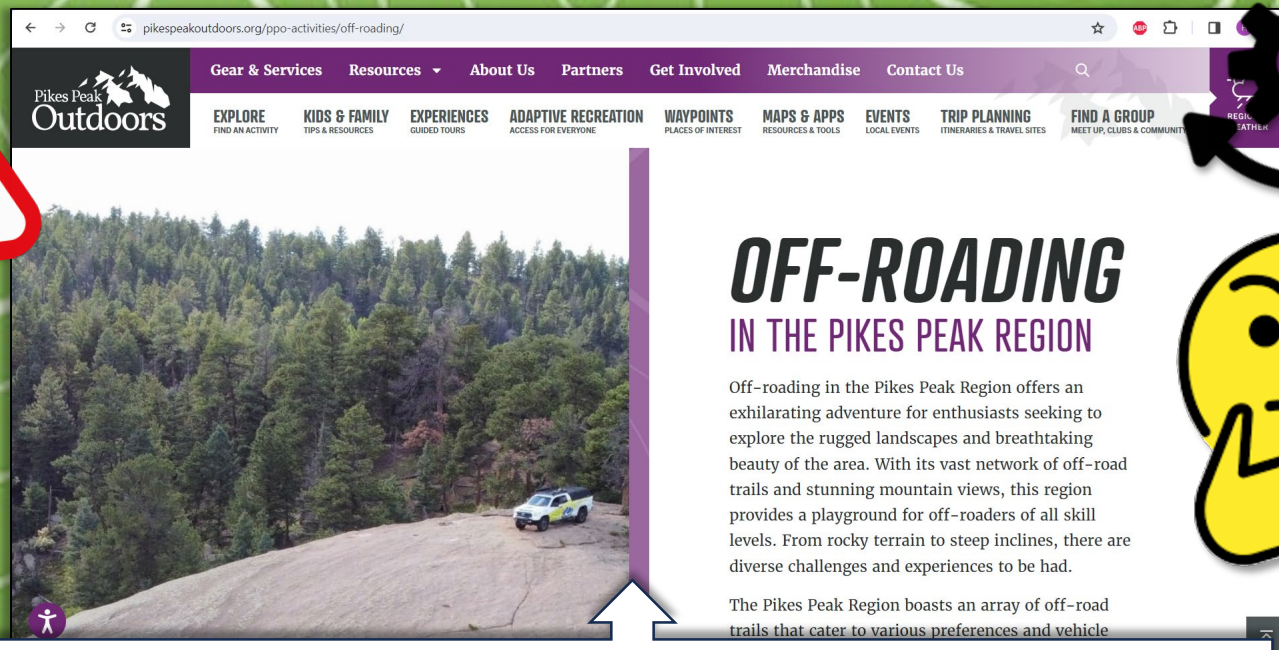 pikespeakoutdoors.org/ppo-activities/off-roading/
ABP
Pikes Peak
Outdoors
Gear & Services Resources About Us Partners Get Involved Merchandise Contact Us
EXPLORE KIDS & FAMILY EXPERIENCES ADAPTIVE RECREATION WAYPOINTS MAPS & APPS EVENTS TRIP PLANNING FIND A GROUP
FIND AN ACTIVITY TIPS & RESOURCES GUIDED TOURS ACCESS FOR EVERYONE PLACES OF INTEREST RESOURCES & TOOLS LOCAL EVENTS ITINERARIES & TRAVEL SITES MEET UP, CLUBS & COMMUNITY
OFF-ROADING
IN THE PIKES PEAK REGION
Off-roading in the Pikes Peak Region offers an
exhilarating adventure for enthusiasts seeking to
explore the rugged landscapes and breathtaking
beauty of the area. With its vast network of off-road
trails and stunning mountain views, this region
provides a playground for off-roaders of all skill
levels. From rocky terrain to steep inclines, there are
diverse challenges and experiences to be had.
The Pikes Peak Region boasts an array of off-road
trails that cater to various preferences and vehicle